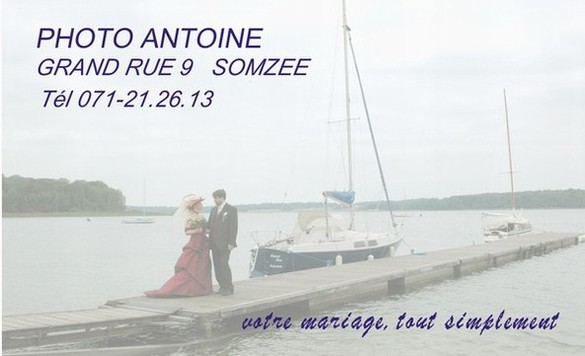 PHOTO ANTOINE
GRAND RUE 9 SOMZEE
Tél 071-21.26.13
votre mariage, tout simplement